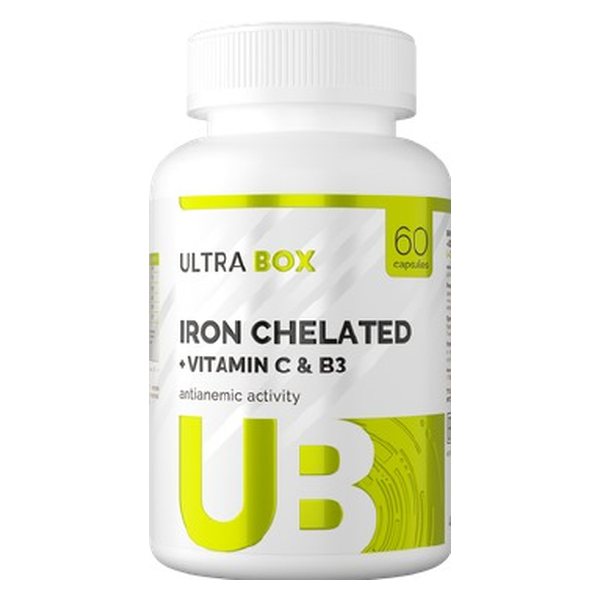 60
capsules
ULTRA BOX
IRON CHELATED
+ VITAMIN C & B3
antianemic activity
UB